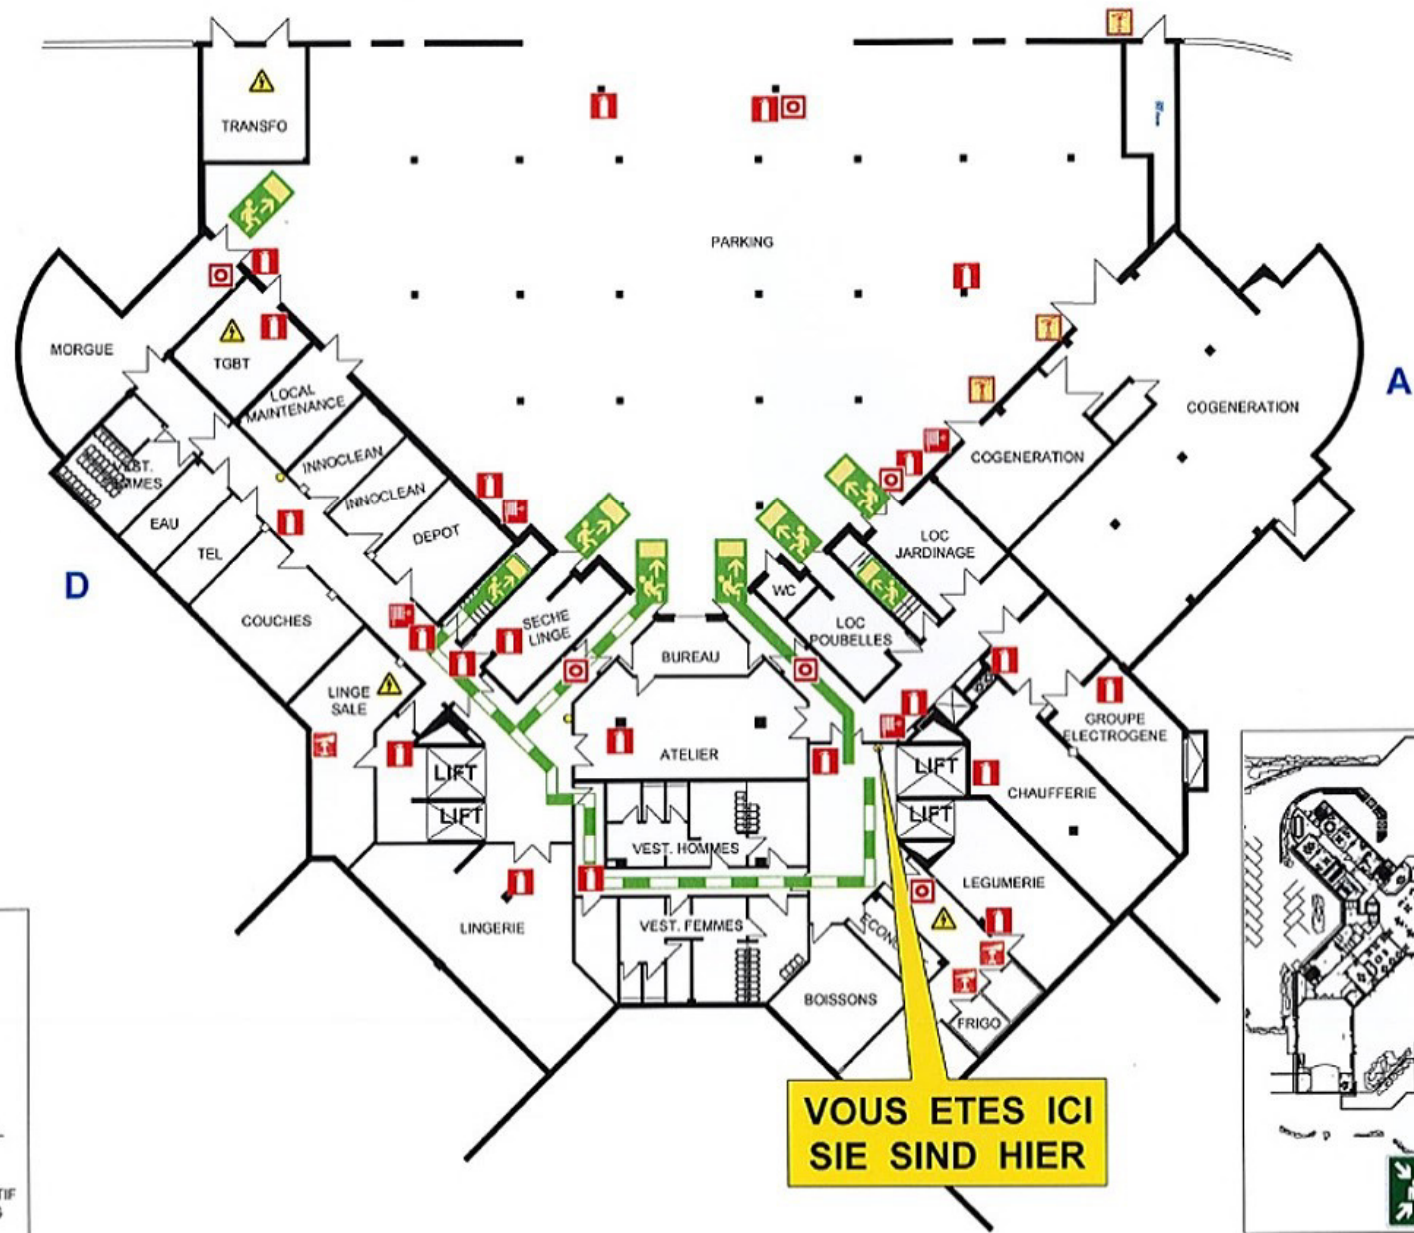 TRANSFO
PARKING
MORGUE
TGBT
LOCAL
MAINTENANCE
A
COGENERATION
COGENERATION
INNOCLEAN
INNOCLEAN
VEST.
EAU
TEL
DEPOT
LOC
JARDINAGE
D
COUCHES
SECHE
LINGE
WC
LOC
POUBELLES
BUREAU
LINGE
SALE
ATELIER
GROUPE
ELECTROGENE
LIFT
LIFT
LIFT
LIFT
CHAUFFERIE
VEST. HOMMES
LEGUMERIE
LINGERIE
VEST. FEMMES
BOISSONS
FRIGO
VOUS ETES ICI
SIE SIND HIER